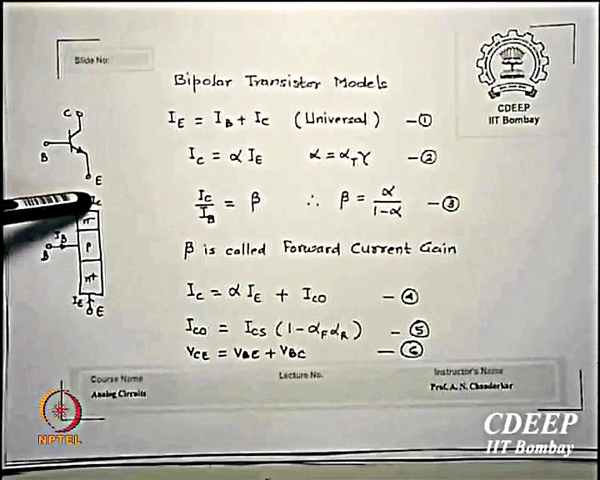 Slide No:
CDEEP
IIT Bombay
Bipolar Transistor Models
I_E = I_B + I_C (Universal) — ①
I_C = α I_E α = α_T γ — ②
I_C / I_B = β ∴ β = α / 1-α — ③
β is called Forward Current Gain
I_C = α I_E + I_CO — ④
I_CO = I_CS (1 - α_F α_R) — ⑤
V_CE = V_BE + V_BC — ⑥
C
B
E
I_C
n
I_B
B
P
n+
I_E
E
Course Name
Analog Circuits
Lecture No.
Instructor's Name
Prof. A. N. Chandorkar
NPTEL
CDEEP
IIT Bombay